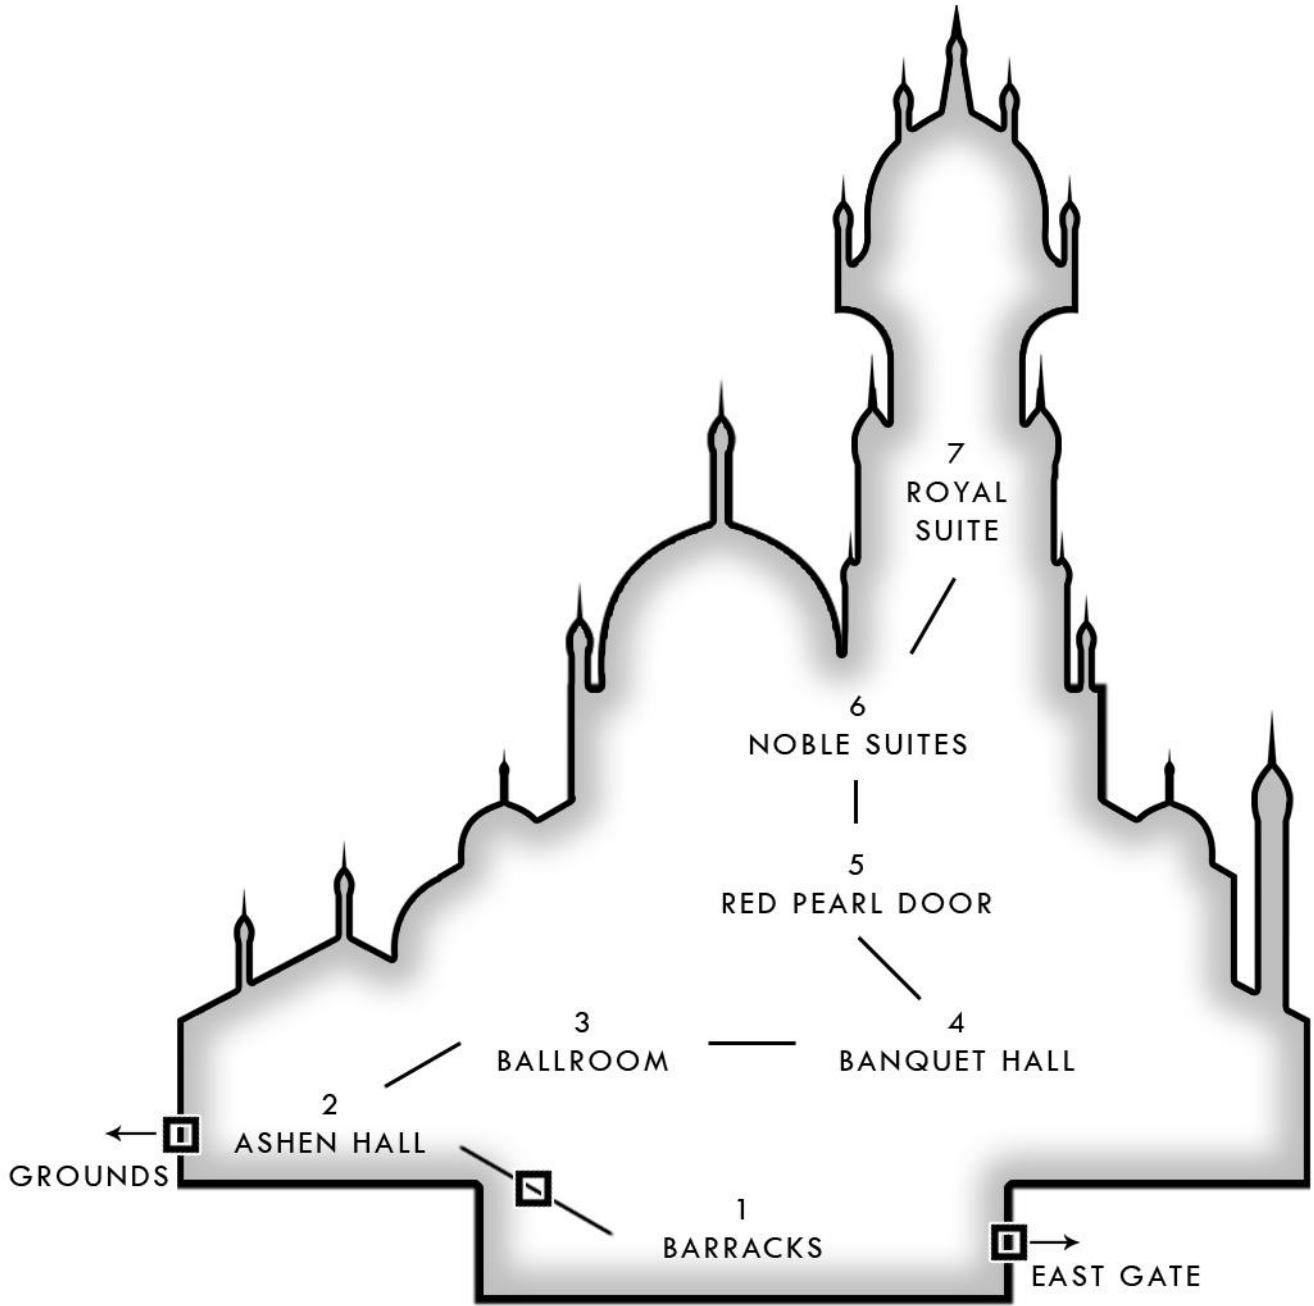 7
ROYAL
SUITE
6
NOBLE SUITES
5
RED PEARL DOOR
3
BALLROOM
4
BANQUET HALL
2
ASHEN HALL
GROUNDS
1
BARRACKS
EAST GATE